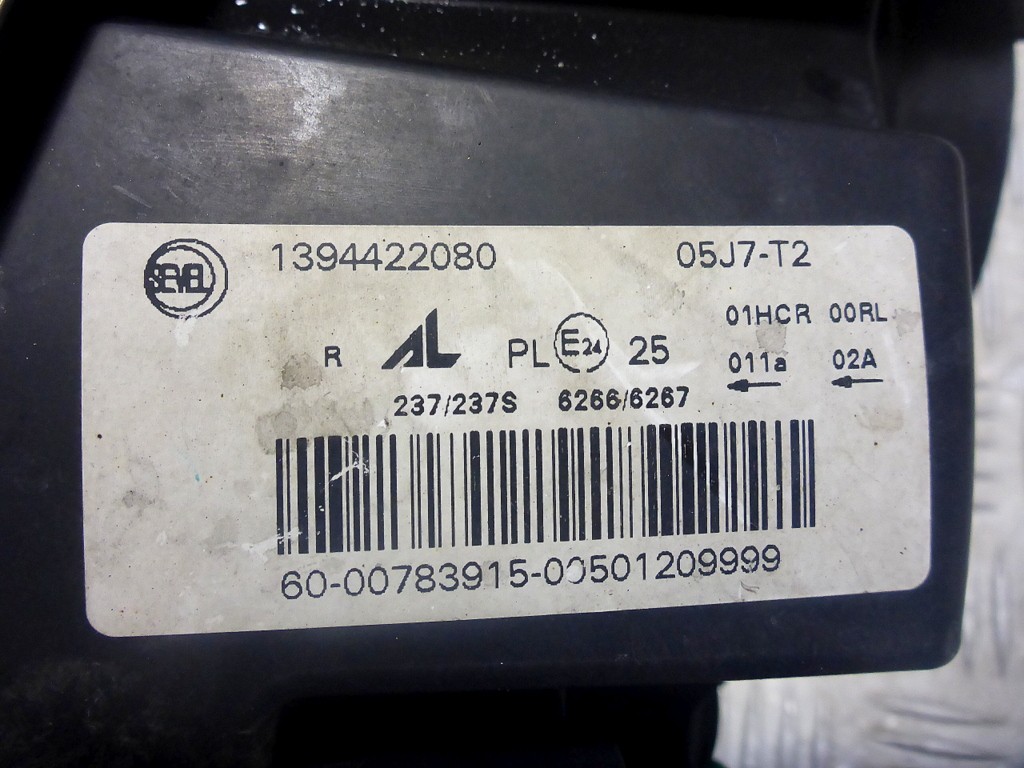 SEVEL 1394422080 05J7-T2
01HCR 00RL
R AL PL E24 25 011a 02A
237/237S 6266/6267
60-00783915-00501209999